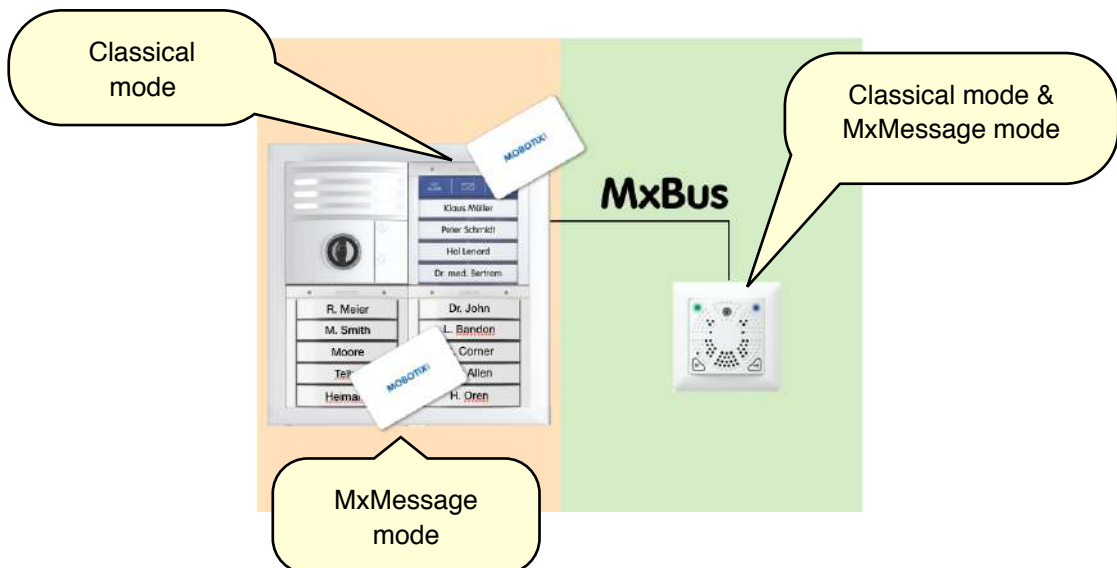 Classical
mode
Classical mode &
MxMessage mode
MOBOTIX
MxBus
Klaus Müller
Peter Schmidt
Hal Lenard
Dr. med. Bertram
R. Meier
M. Smith
Moore
Dr. John
L. Bandon
Corner
Allen
H. Oren
MOBOTIX
MxMessage
mode